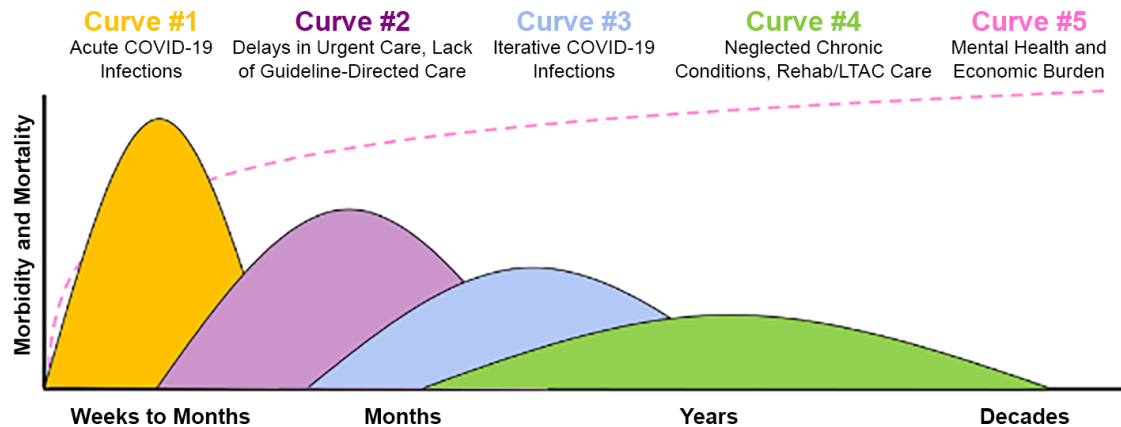 Curve #1
Acute COVID-19
Infections
Curve #2
Delays in Urgent Care, Lack
of Guideline-Directed Care
Curve #3
Iterative COVID-19
Infections
Curve #4
Neglected Chronic
Conditions, Rehab/LTAC Care
Curve #5
Mental Health and
Economic Burden
Morbidity and Mortality
Weeks to Months
Months
Years
Decades